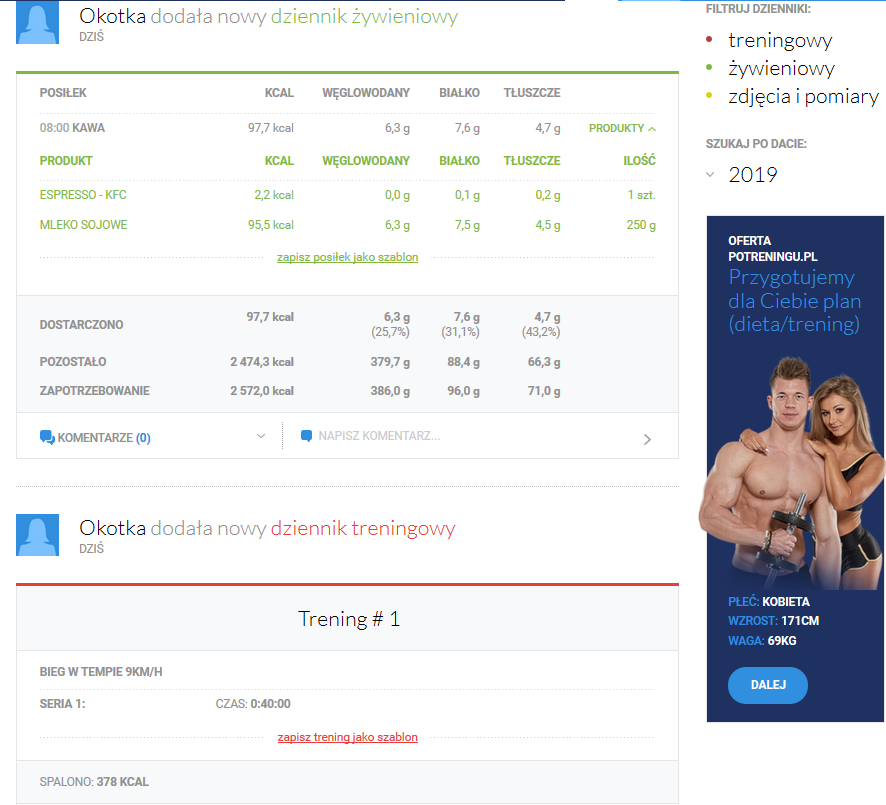 Okotka dodała nowy dziennik żywieniowy
DZIŚ
POSIŁEK KCAL WĘGLOWODANY BIAŁKO TŁUSZCZE
08:00 KAWA 97,7 kcal 6,3 g 7,6 g 4,7 g PRODUKTY
PRODUKT KCAL WĘGLOWODANY BIAŁKO TŁUSZCZE ILOŚĆ
ESPRESSO - KFC 2,2 kcal 0,0 g 0,1 g 0,2 g 1 szt.
MLEKO SOJOWE 95,5 kcal 6,3 g 7,5 g 4,5 g 250 g
zapisz posiłek jako szablon
DOSTARCZONO 97,7 kcal 6,3 g 7,6 g 4,7 g
(25,7%) (31,1%) (43,2%)
POZOSTAŁO 2 474,3 kcal 379,7 g 88,4 g 66,3 g
ZAPOTRZEBOWANIE 2 572,0 kcal 386,0 g 96,0 g 71,0 g
KOMENTARZE (0) NAPISZ KOMENTARZ...
Okotka dodała nowy dziennik treningowy
DZIŚ
Trening # 1
BIEG W TEMPIE 9KM/H
SERIA 1: CZAS: 0:40:00
zapisz trening jako szablon
SPALONO: 378 KCAL
FILTRUJ DZIENNIKI:
treningowy
żywieniowy
zdjęcia i pomiary
SZUKAJ PO DACIE:
2019
OFERTA
POTRENINGU.PL
Przygotujemy
dla Ciebie plan
(dieta/trening)
PŁEĆ: KOBIETA
WZROST: 171CM
WAGA: 69KG
DALEJ